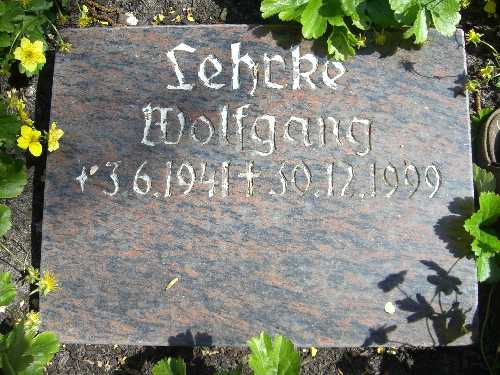 Lehrke
Wolfgang
* 3.6.1941 † 30.12.1999